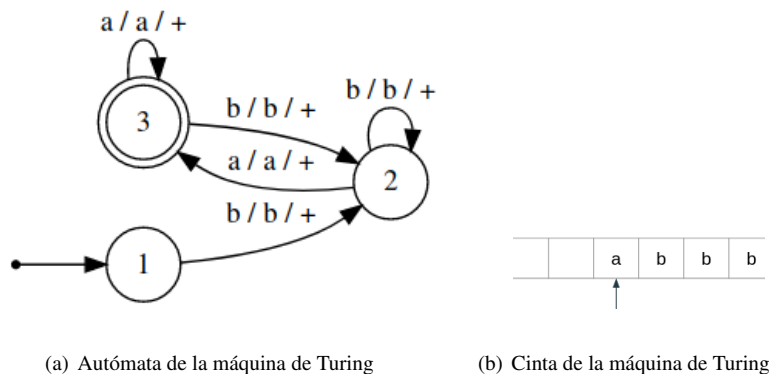 a / a / +
b / b / +
b / b / +
3
a / a / +
2
b / b / +
1
a b b b
(a) Autómata de la máquina de Turing
(b) Cinta de la máquina de Turing